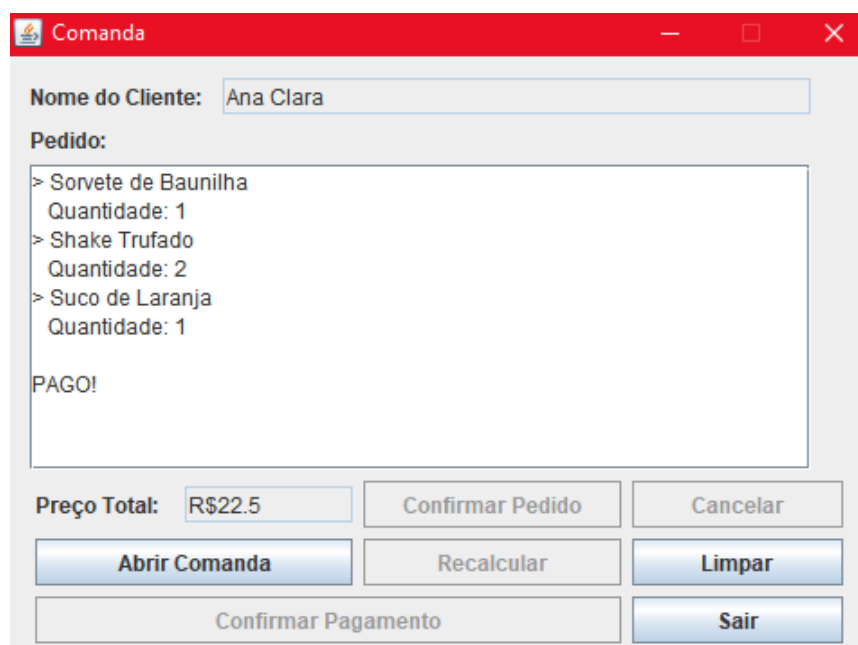 Comanda
Nome do Cliente: Ana Clara
Pedido:
> Sorvete de Baunilha
Quantidade: 1
> Shake Trufado
Quantidade: 2
> Suco de Laranja
Quantidade: 1
PAGO!
Preço Total: R$22.5 Confirmar Pedido Cancelar
Abrir Comanda Recalcular Limpar
Confirmar Pagamento Sair